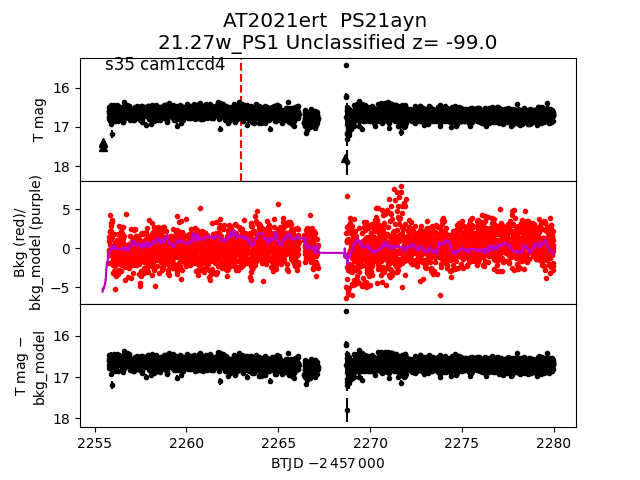 AT2021ert PS21ayn
21.27w_PS1 Unclassified z= -99.0
s35 cam1ccd4
T mag
16
17
18
Bkg (red)/
bkg_model (purple)
5
0
−5
T mag −
bkg_model
16
17
18
2255
2260
2265
2270
2275
2280
BTJD −2 457 000